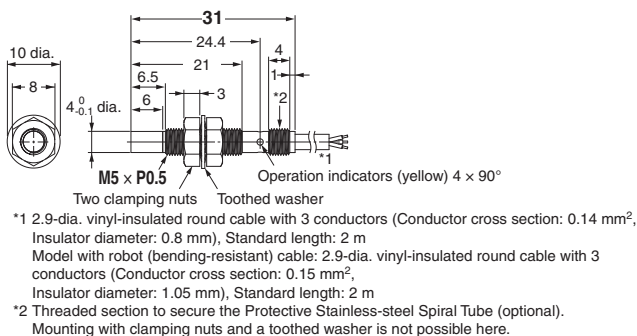 31
24.4
4
10 dia.
21
1
6.5
8
3
*2
6
4 0 -0.1 dia.
*1
M5 × P0.5
Operation indicators (yellow) 4 × 90°
Two clamping nuts
Toothed washer
*1 2.9-dia. vinyl-insulated round cable with 3 conductors (Conductor cross section: 0.14 mm²,
Insulator diameter: 0.8 mm), Standard length: 2 m
Model with robot (bending-resistant) cable: 2.9-dia. vinyl-insulated round cable with 3
conductors (Conductor cross section: 0.15 mm²,
Insulator diameter: 1.05 mm), Standard length: 2 m
*2 Threaded section to secure the Protective Stainless-steel Spiral Tube (optional).
Mounting with clamping nuts and a toothed washer is not possible here.